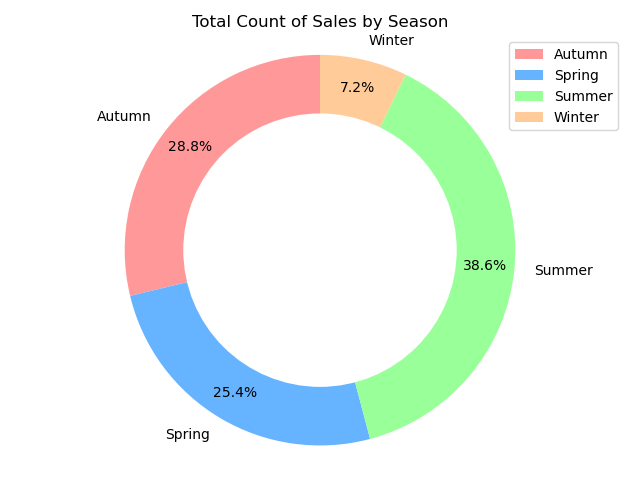 Total Count of Sales by Season
Winter
7.2%
Autumn
28.8%
38.6%
Summer
25.4%
Spring
Autumn
Spring
Summer
Winter